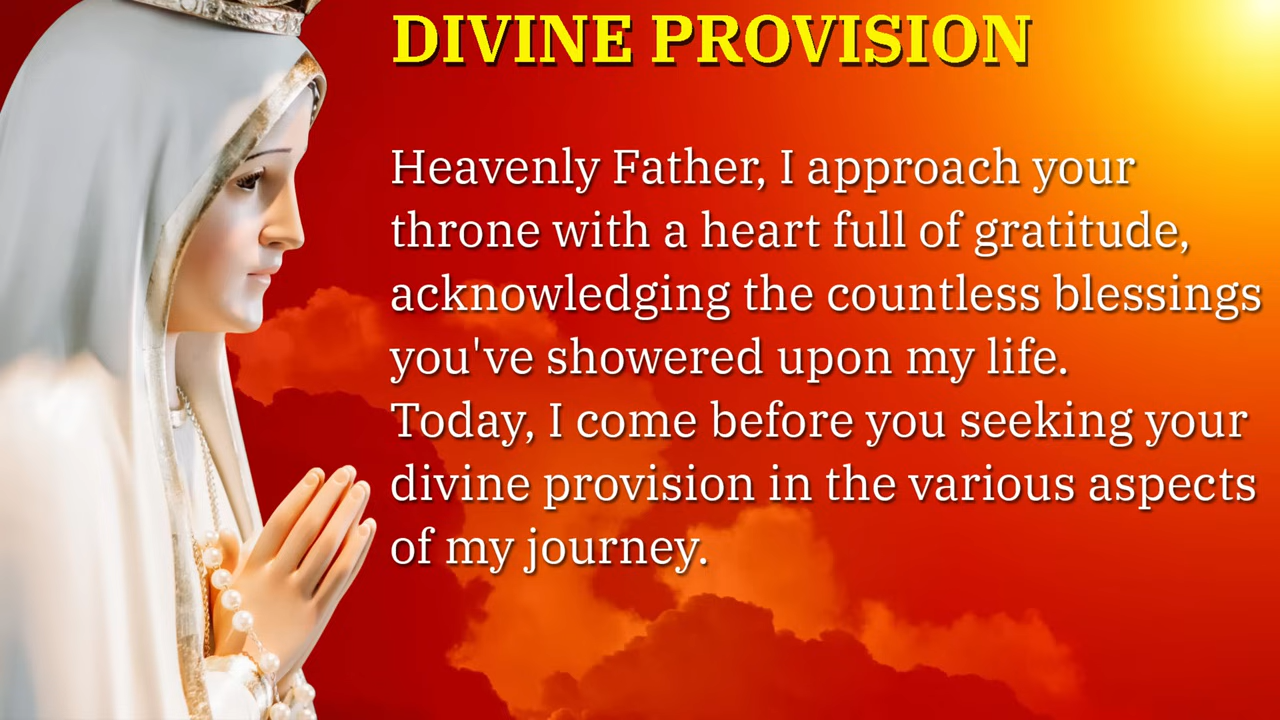 DIVINE PROVISION
Heavenly Father, I approach your
throne with a heart full of gratitude,
acknowledging the countless blessings
you've showered upon my life.
Today, I come before you seeking your
divine provision in the various aspects
of my journey.